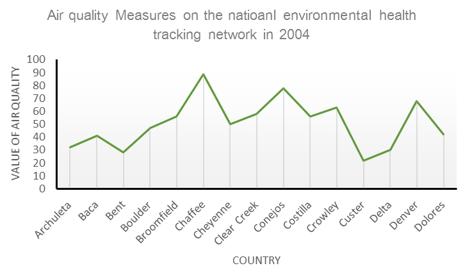 Air quality Measures on the natioanl environmental health
tracking network in 2004
VALUE OF AIR QUALITY
100
90
80
70
60
50
40
30
20
10
0
Archuleta
Baca
Bent
Boulder
Broomfield
Chaffee
Cheyenne
Clear Creek
Conejos
Costilla
Crowley
Custer
Delta
Denver
Dolores
COUNTRY